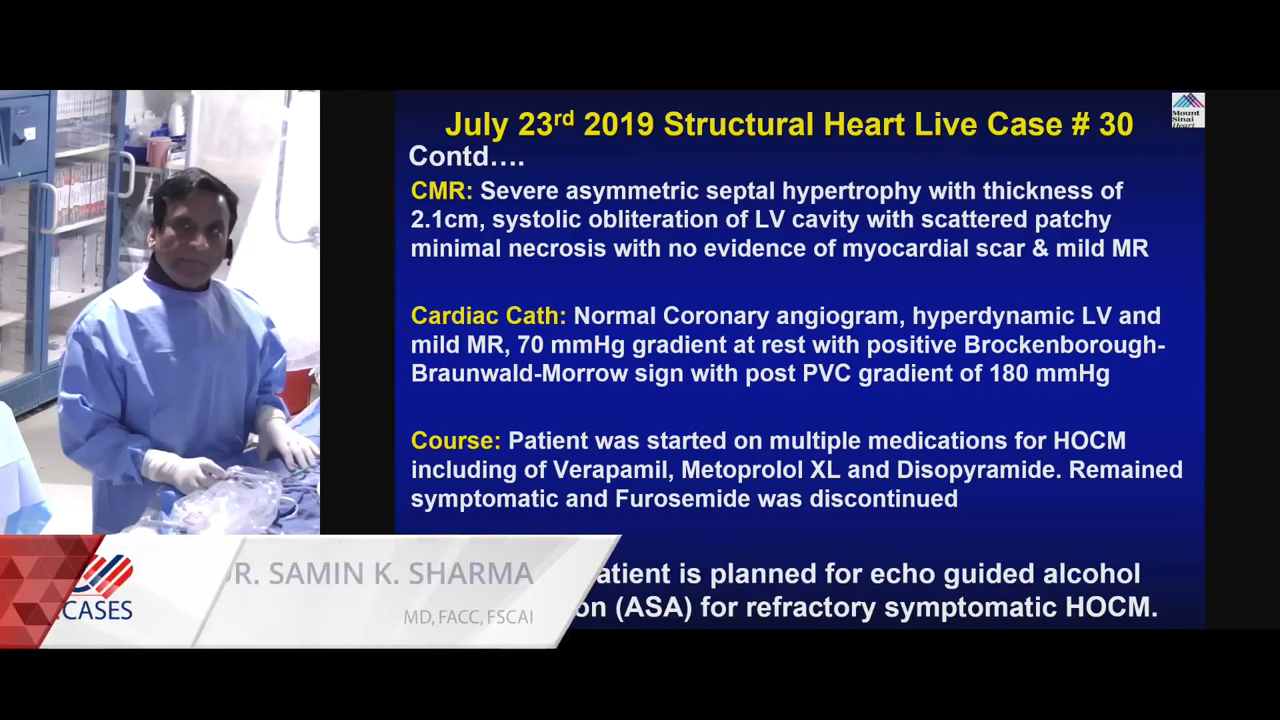 July 23rd 2019 Structural Heart Live Case # 30
Mount
Sinai
Heart
Contd….
CMR: Severe asymmetric septal hypertrophy with thickness of
2.1cm, systolic obliteration of LV cavity with scattered patchy
minimal necrosis with no evidence of myocardial scar & mild MR
Cardiac Cath: Normal Coronary angiogram, hyperdynamic LV and
mild MR, 70 mmHg gradient at rest with positive Brockenborough-
Braunwald-Morrow sign with post PVC gradient of 180 mmHg
Course: Patient was started on multiple medications for HOCM
including of Verapamil, Metoprolol XL and Disopyramide. Remained
symptomatic and Furosemide was discontinued
atient is planned for echo guided alcohol
on (ASA) for refractory symptomatic HOCM.
R. SAMIN K. SHARMA
MD, FACC, FSCAI
CASES